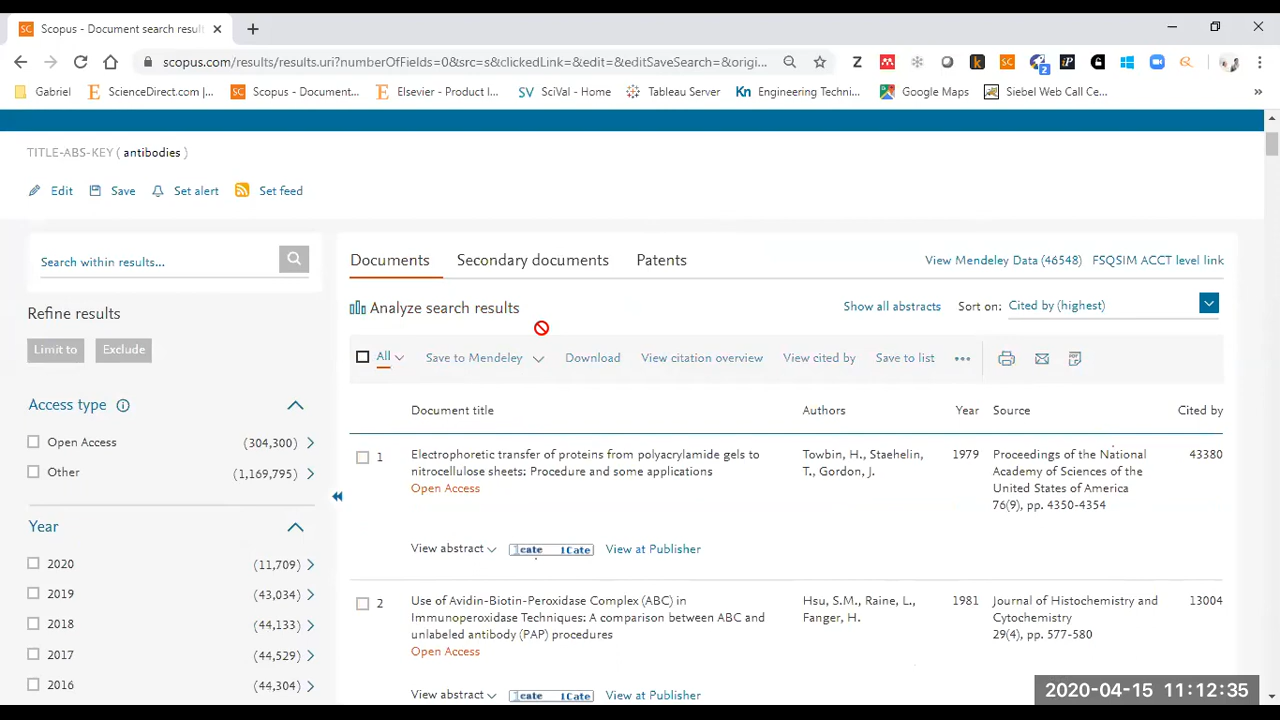 Scopus - Document search resul
scopus.com/results/results.uri?numberOfFields=0&src=s&clickedLink=&edit=&editSaveSearch=&origi...
Gabriel
ScienceDirect.com |...
Scopus - Document...
Elsevier - Product I...
SciVal - Home
Tableau Server
Engineering Techni...
Google Maps
Siebel Web Call Ce...
TITLE-ABS-KEY ( antibodies )
Edit Save Set alert Set feed
Search within results...
Documents Secondary documents Patents
View Mendeley Data (46548) FSQSIM ACCT level link
Refine results
Limit to Exclude
Analyze search results
Show all abstracts Sort on: Cited by (highest)
All Save to Mendeley Download View citation overview View cited by Save to list •••
Access type
Open Access (304,300)
Other (1,169,795)
Year
2020 (11,709)
2019 (43,034)
2018 (44,133)
2017 (44,529)
2016 (44,304)
Document title Authors Year Source Cited by
1 Electrophoretic transfer of proteins from polyacrylamide gels to Towbin, H., Staehelin, 1979 Proceedings of the National 43380
nitrocellulose sheets: Procedure and some applications T., Gordon, J. Academy of Sciences of the
Open Access United States of America
76(9), pp. 4350-4354
View abstract View at Publisher
2 Use of Avidin-Biotin-Peroxidase Complex (ABC) in Hsu, S.M., Raine, L., 1981 Journal of Histochemistry and 13004
Immunoperoxidase Techniques: A comparison between ABC and Fanger, H. Cytochemistry
unlabeled antibody (PAP) procedures 29(4), pp. 577-580
Open Access
View abstract View at Publisher
2020-04-15 11:12:35